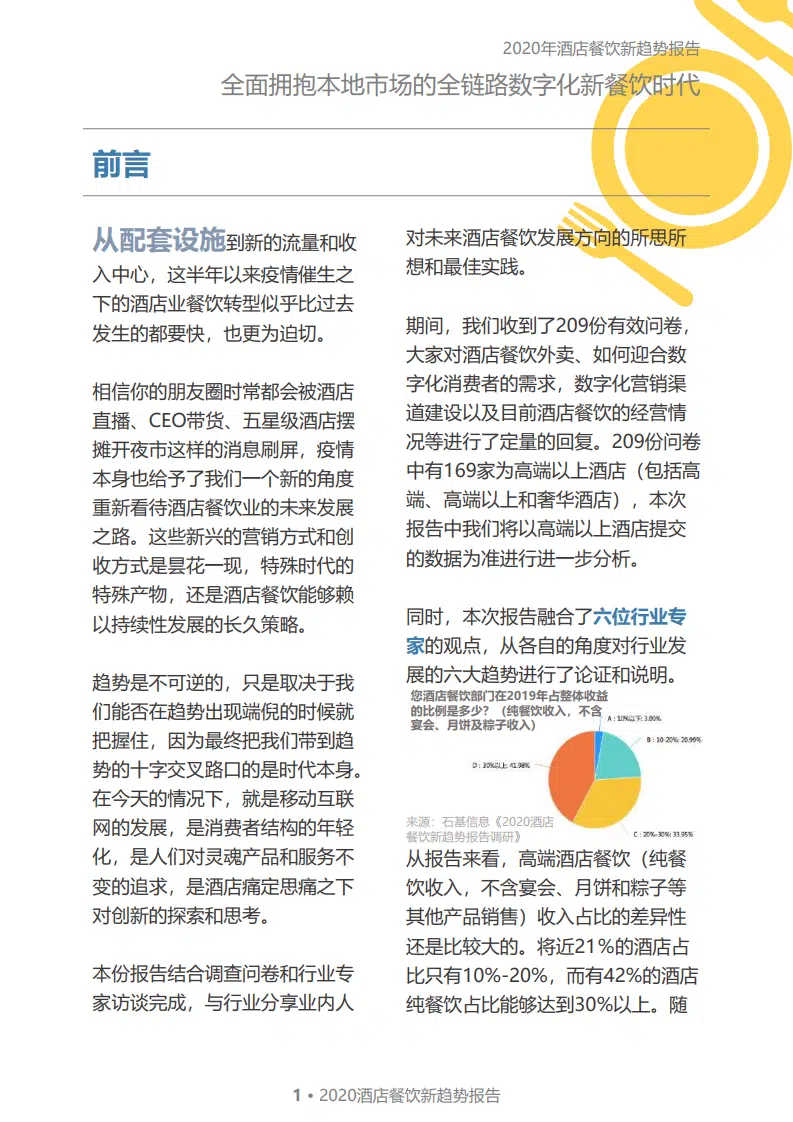 2020年酒店餐饮新趋势报告
全面拥抱本地市场的全链路数字化新餐饮时代
前言
从配套设施到新的流量和收
入中心，这半年以来疫情催生之
下的酒店业餐饮转型似乎比过去
发生的都要快，也更为迫切。
相信你的朋友圈时常都会被酒店
直播、CEO带货、五星级酒店摆
摊开夜市这样的消息刷屏，疫情
本身也给予了我们一个新的角度
重新看待酒店餐饮业的未来发展
之路。这些新兴的营销方式和创
收方式是昙花一现，特殊时代的
特殊产物，还是酒店餐饮能够赖
以持续性发展的长久策略。
趋势是不可逆的，只是取决于我
们能否在趋势出现端倪的时候就
把握住，因为最终把我们带到趋
势的十字交叉路口的是时代本身。
在今天的情况下，就是移动互联
网的发展，是消费者结构的年轻
化，是人们对灵魂产品和服务不
变的追求，是酒店痛定思痛之下
对创新的探索和思考。
本份报告结合调查问卷和行业专
家访谈完成，与行业分享业内人
对未来酒店餐饮发展方向的所思所
想和最佳实践。
期间，我们收到了209份有效问卷，
大家对酒店餐饮外卖、如何迎合数
字化消费者的需求，数字化营销渠
道建设以及目前酒店餐饮的经营情
况等进行了定量的回复。209份问卷
中有169家为高端以上酒店（包括高
端、高端以上和奢华酒店），本次
报告中我们将以高端以上酒店提交
的数据为准进行进一步分析。
同时，本次报告融合了六位行业专
家的观点，从各自的角度对行业发
展的六大趋势进行了论证和说明。
您酒店餐饮部门在2019年占整体收益
的比例是多少？（纯餐饮收入，不含
宴会、月饼及粽子收入）
A：10%以下: 3.09%
B：10-20%: 20.99%
D：30%以上: 41.98%
C：20%-30%: 33.95%
来源：石基信息《2020酒店
餐饮新趋势报告调研》
从报告来看，高端酒店餐饮（纯餐
饮收入，不含宴会、月饼和粽子等
其他产品销售）收入占比的差异性
还是比较大的。将近21%的酒店占
比只有10%-20%，而有42%的酒店
纯餐饮占比能够达到30%以上。随
1 • 2020酒店餐饮新趋势报告